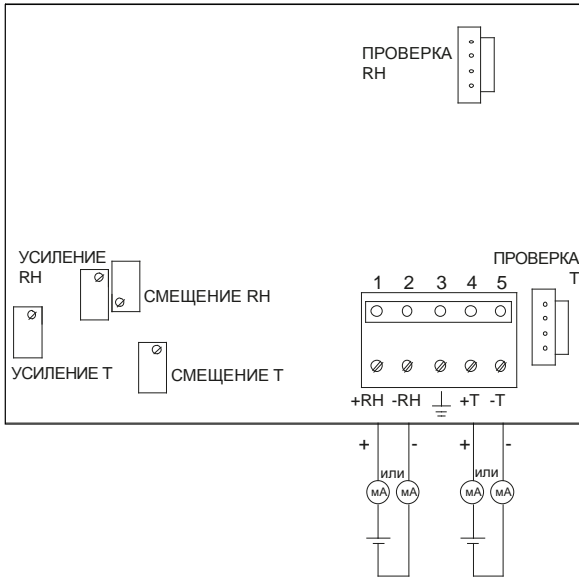 ПРОВЕРКА
RH
УСИЛЕНИЕ
RH
СМЕЩЕНИЕ RH
УСИЛЕНИЕ T
СМЕЩЕНИЕ T
ПРОВЕРКА
T
1 2 3 4 5
+RH -RH +T -T
+ - + -
или или
мА мА мА мА